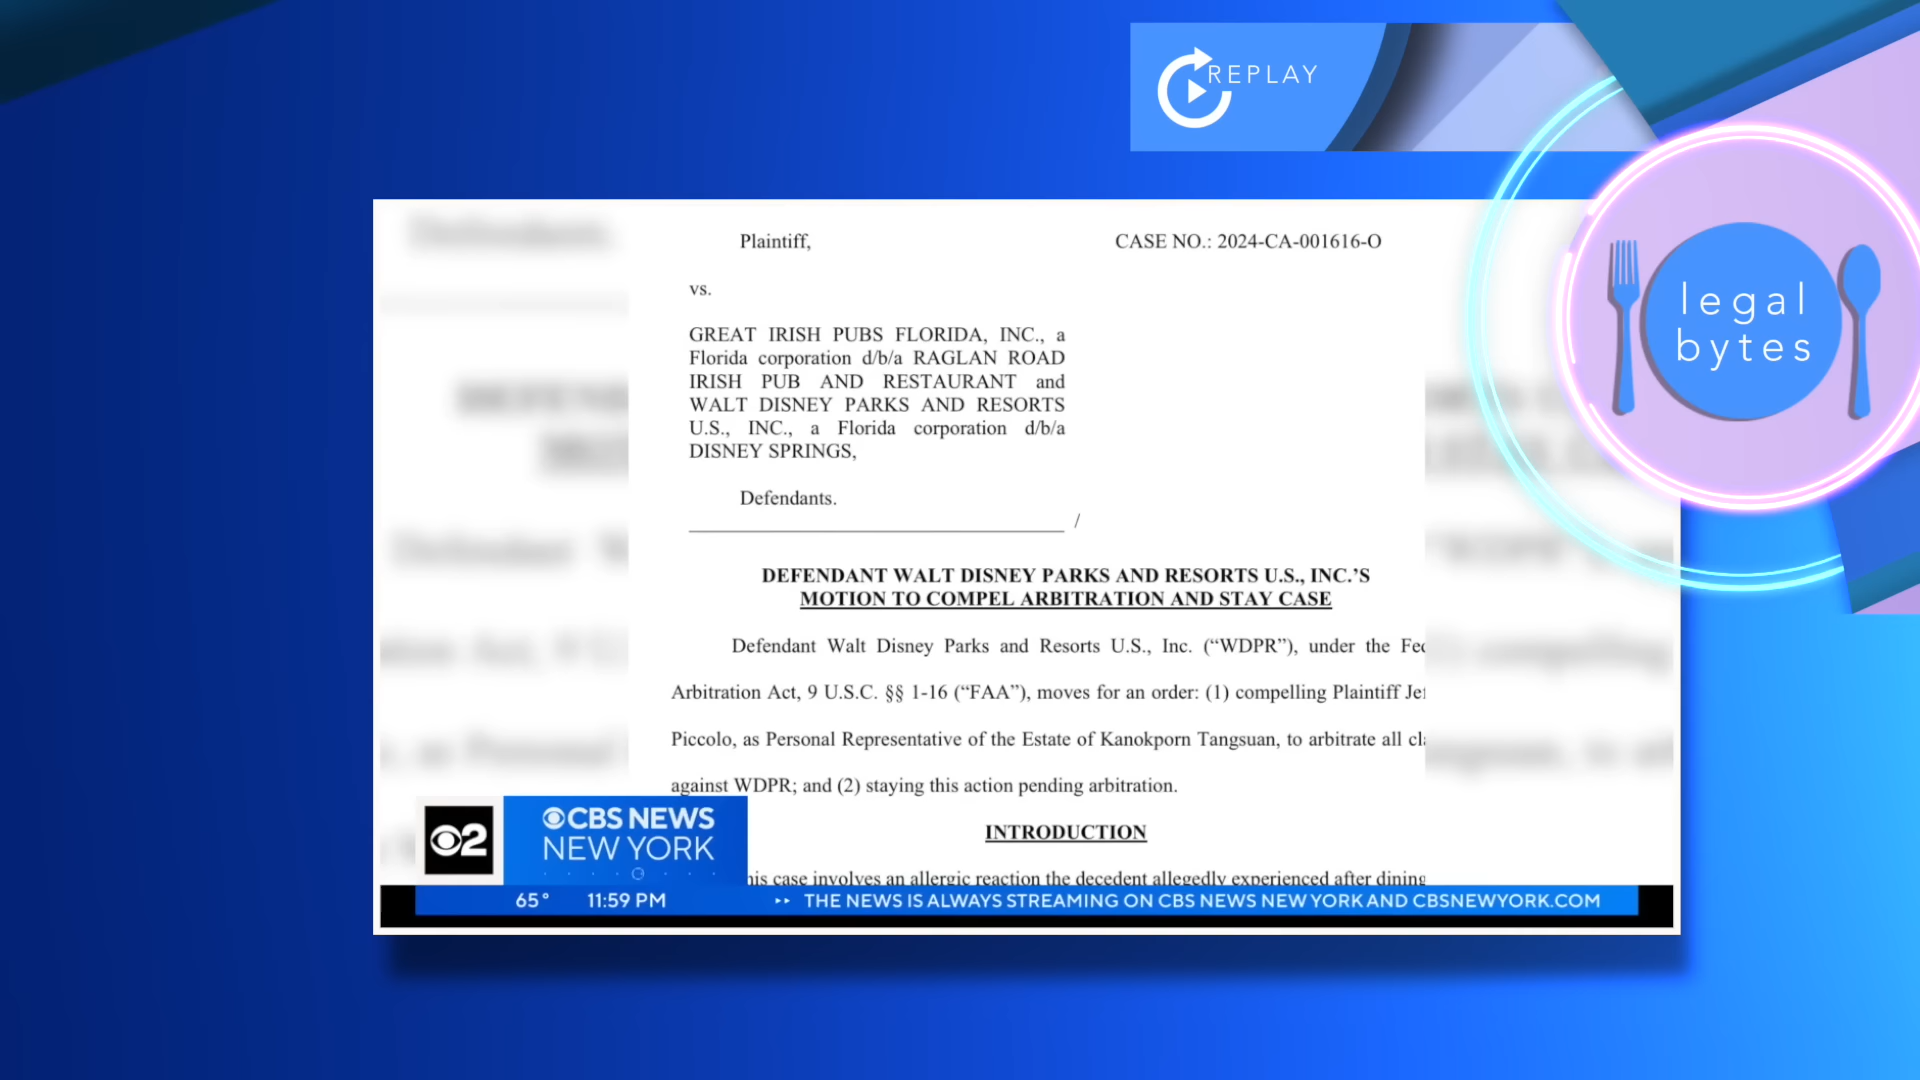 REPLAY
legal
bytes
Plaintiff,
CASE NO.: 2024-CA-001616-O
vs.
GREAT IRISH PUBS FLORIDA, INC., a
Florida corporation d/b/a RAGLAN ROAD
IRISH PUB AND RESTAURANT and
WALT DISNEY PARKS AND RESORTS
U.S., INC., a Florida corporation d/b/a
DISNEY SPRINGS,
Defendants.
/
DEFENDANT WALT DISNEY PARKS AND RESORTS U.S., INC.’S
MOTION TO COMPEL ARBITRATION AND STAY CASE
Defendant Walt Disney Parks and Resorts U.S., Inc. (“WDPR”), under the
Arbitration Act, 9 U.S.C. §§ 1-16 (“FAA”), moves for an order: (1) compelling Plaintiff
Piccolo, as Personal Representative of the Estate of Kanokporn Tangsuan, to arbitrate all
against WDPR; and (2) staying this action pending arbitration.
INTRODUCTION
case involves an allergic reaction the decedent allegedly experienced after dining
2
CBS NEWS
NEW YORK
65° 11:59 PM THE NEWS IS ALWAYS STREAMING ON CBS NEWS NEW YORK AND CBSNEWYORK.COM